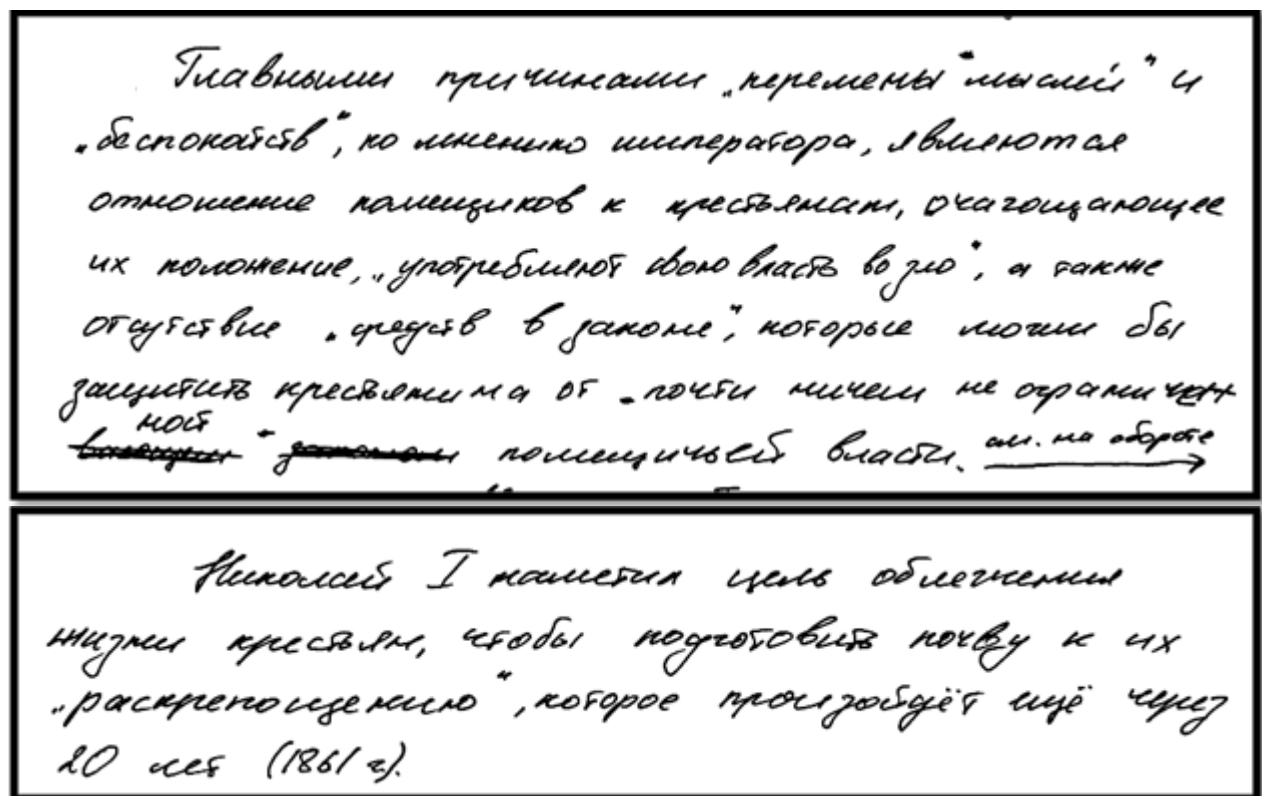 Главными причинами „перемены "мыслей" и
„беспокойств", по мнению императора, являются
отношение помещиков к крестьянам, отягощающее
их положение, „употребляют свою власть во зло", а также
отсутствие „средств в законе", которые могли бы
защитить крестьянина от „почти ничем не ограничен
ной" помещичьей власти. см. на обороте
Николай I наметил цель облегчения
жизни крестьян, чтобы подготовить почву к их
„раскрепощению", которое произойдёт ещё через
20 лет (1861 г).